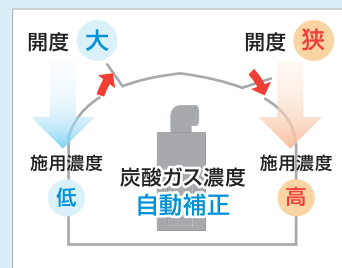 開度 大
開度 狭
施用濃度
低
炭酸ガス濃度
自動補正
施用濃度
高